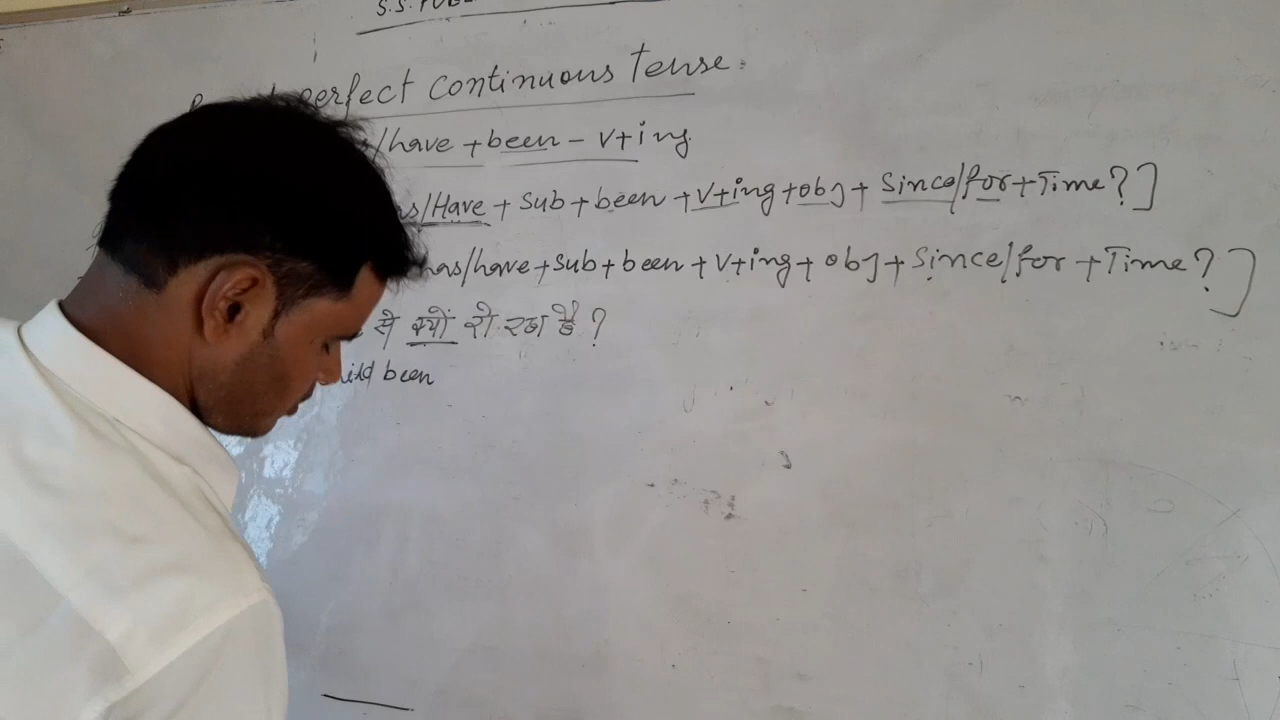 S.S.
perfect continuous Tense.
/have + been - V+ing
/Have + Sub + been + V+ing + obj + Since/for + Time?]
has/have + Sub + been + V+ing + obj + Since/for + Time?]
से क्यों रो रहा है?
been